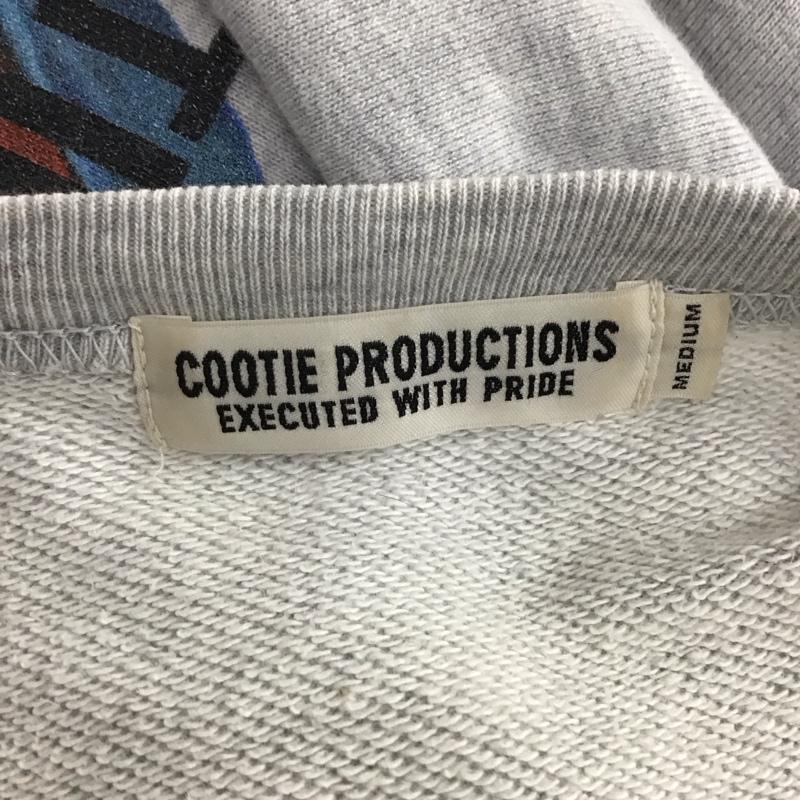 COOTIE PRODUCTIONS
EXECUTED WITH PRIDE
MEDIUM